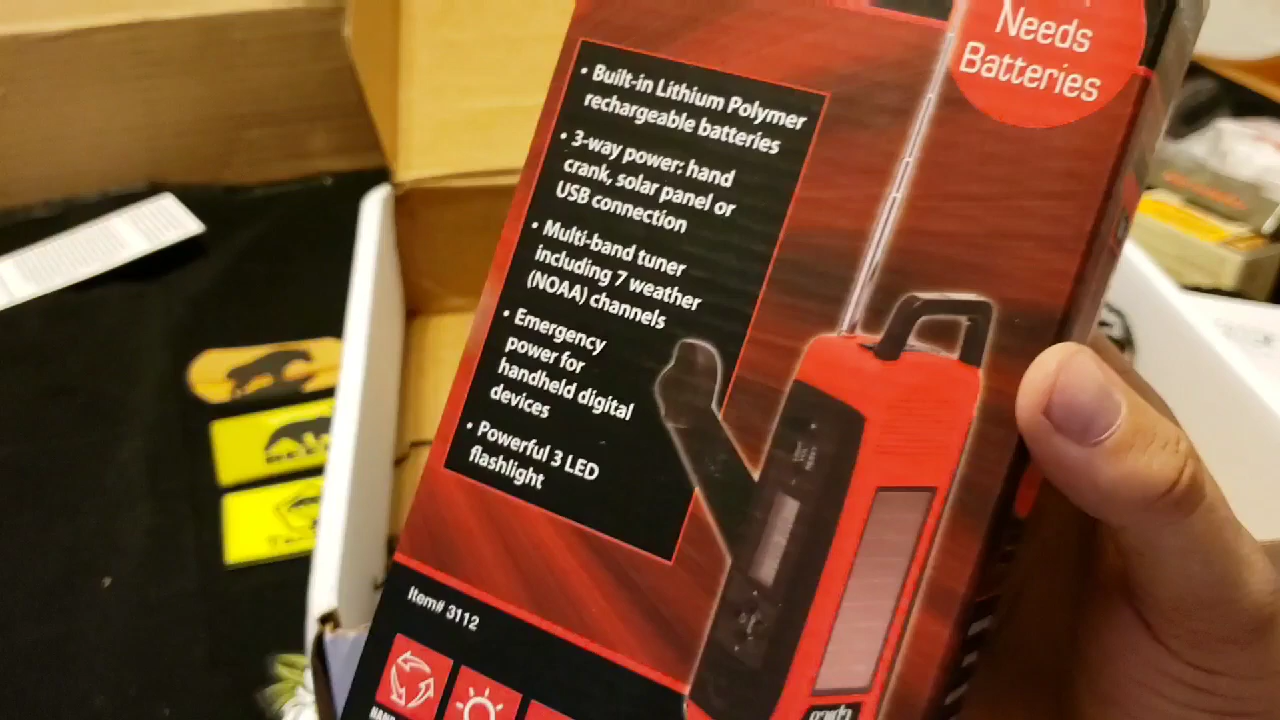 Needs
Batteries
• Built-in Lithium Polymer
rechargeable batteries
• 3-way power: hand
crank, solar panel or
USB connection
• Multi-band tuner
including 7 weather
(NOAA) channels
• Emergency
power for
handheld digital
devices
• Powerful 3 LED
flashlight
Item# 3112